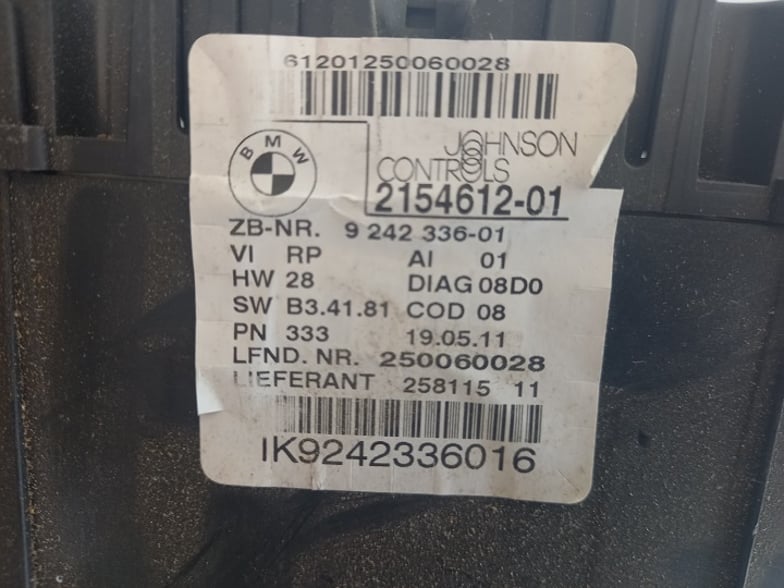 61201250060028
BMW
JOHNSON
CONTROLS
2154612-01
ZB-NR. 9 242 336-01
VI RP AI 01
HW 28 DIAG 08D0
SW B3.41.81 COD 08
PN 333 19.05.11
LFND. NR. 250060028
LIEFERANT 258115 11
IK9242336016